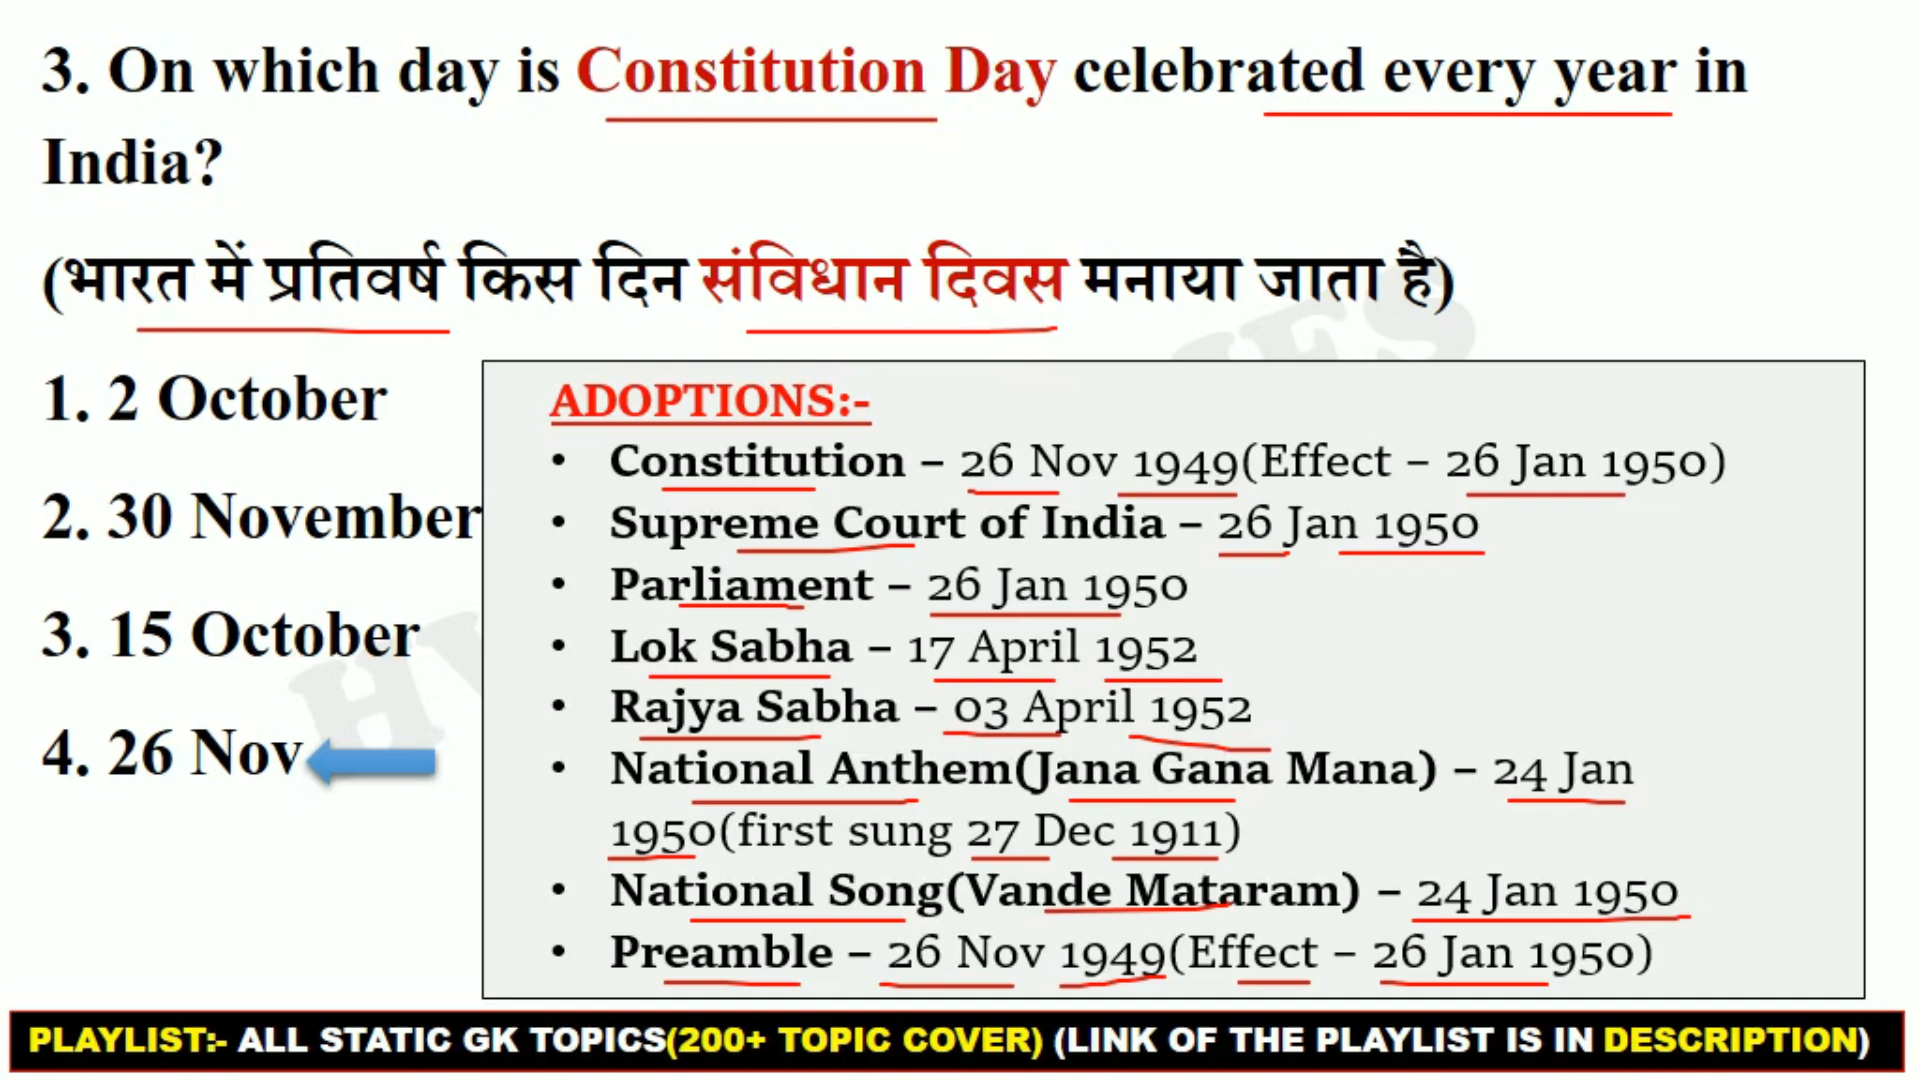 3. On which day is Constitution Day celebrated every year in
India?
(भारत में प्रतिवर्ष किस दिन संविधान दिवस मनाया जाता है)
1. 2 October
2. 30 November
3. 15 October
4. 26 Nov
ADOPTIONS:-
• Constitution – 26 Nov 1949(Effect – 26 Jan 1950)
• Supreme Court of India – 26 Jan 1950
• Parliament – 26 Jan 1950
• Lok Sabha – 17 April 1952
• Rajya Sabha – 03 April 1952
• National Anthem(Jana Gana Mana) – 24 Jan
1950(first sung 27 Dec 1911)
• National Song(Vande Mataram) – 24 Jan 1950
• Preamble – 26 Nov 1949(Effect – 26 Jan 1950)
PLAYLIST:- ALL STATIC GK TOPICS(200+ TOPIC COVER) (LINK OF THE PLAYLIST IS IN DESCRIPTION)